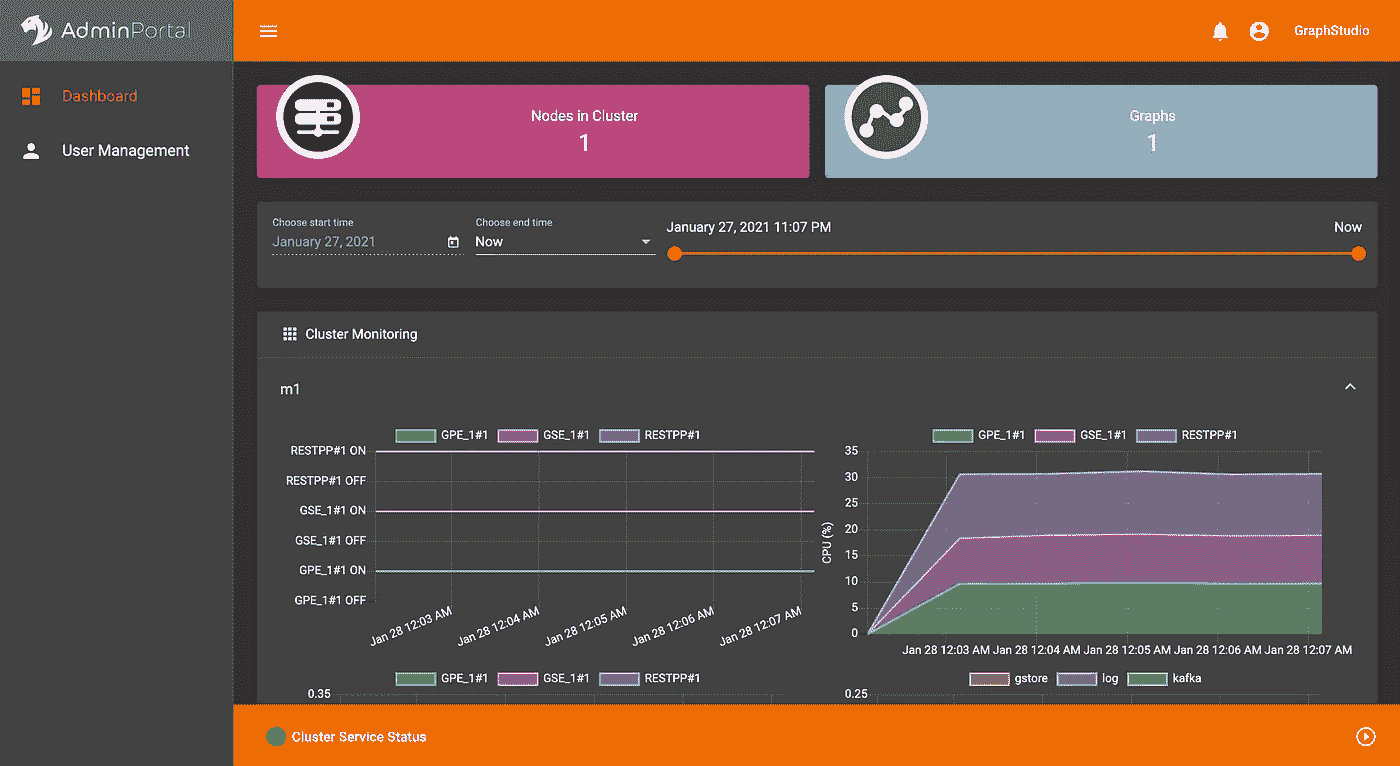 AdminPortal
GraphStudio
Dashboard
User Management
Nodes in Cluster
1
Graphs
1
Choose start time
January 27, 2021
Choose end time
Now
January 27, 2021 11:07 PM
Now
Cluster Monitoring
m1
GPE_1#1 GSE_1#1 RESTPP#1
RESTPP#1 ON
RESTPP#1 OFF
GSE_1#1 ON
GSE_1#1 OFF
GPE_1#1 ON
GPE_1#1 OFF
Jan 28 12:03 AM Jan 28 12:04 AM Jan 28 12:05 AM Jan 28 12:06 AM Jan 28 12:07 AM
GPE_1#1 GSE_1#1 RESTPP#1
35
30
25
20
15
10
5
0
CPU (%)
Jan 28 12:03 AM Jan 28 12:04 AM Jan 28 12:05 AM Jan 28 12:06 AM Jan 28 12:07 AM
GPE_1#1 GSE_1#1 RESTPP#1
0.35
gstore log kafka
0.25
Cluster Service Status